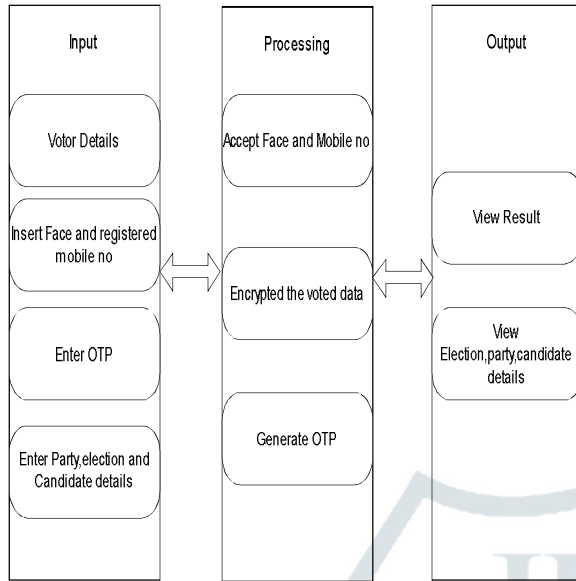 Input
Votor Details
Insert Face and registered
mobile no
Enter OTP
Enter Party,election and
Candidate details
Processing
Accept Face and Mobile no
Encrypted the voted data
Generate OTP
Output
View Result
View
Election,party,candidate
details